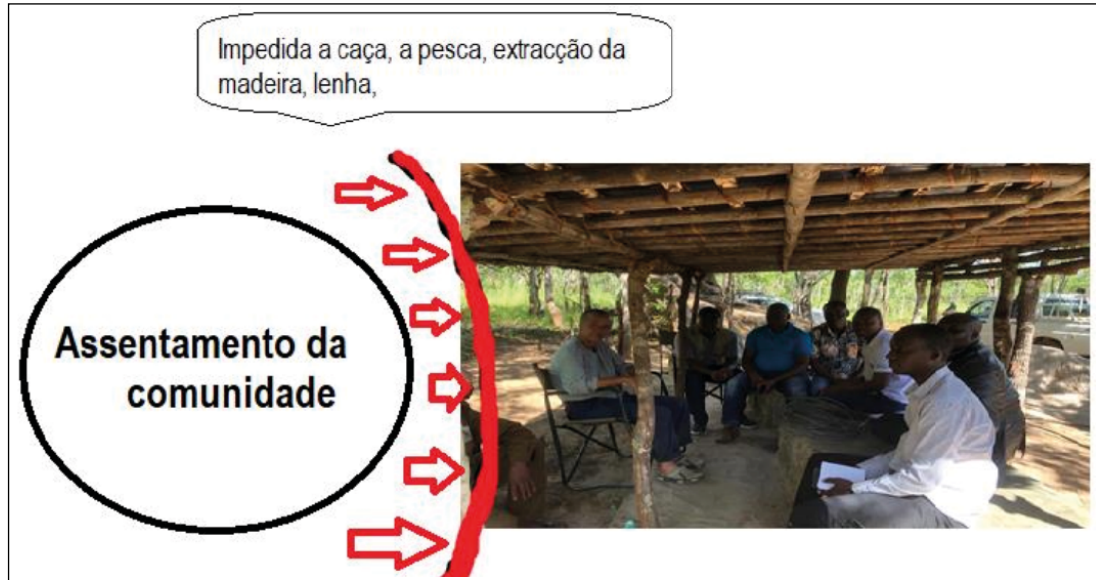 Impedida a caça, a pesca, extracção da
madeira, lenha,
Assentamento da
comunidade